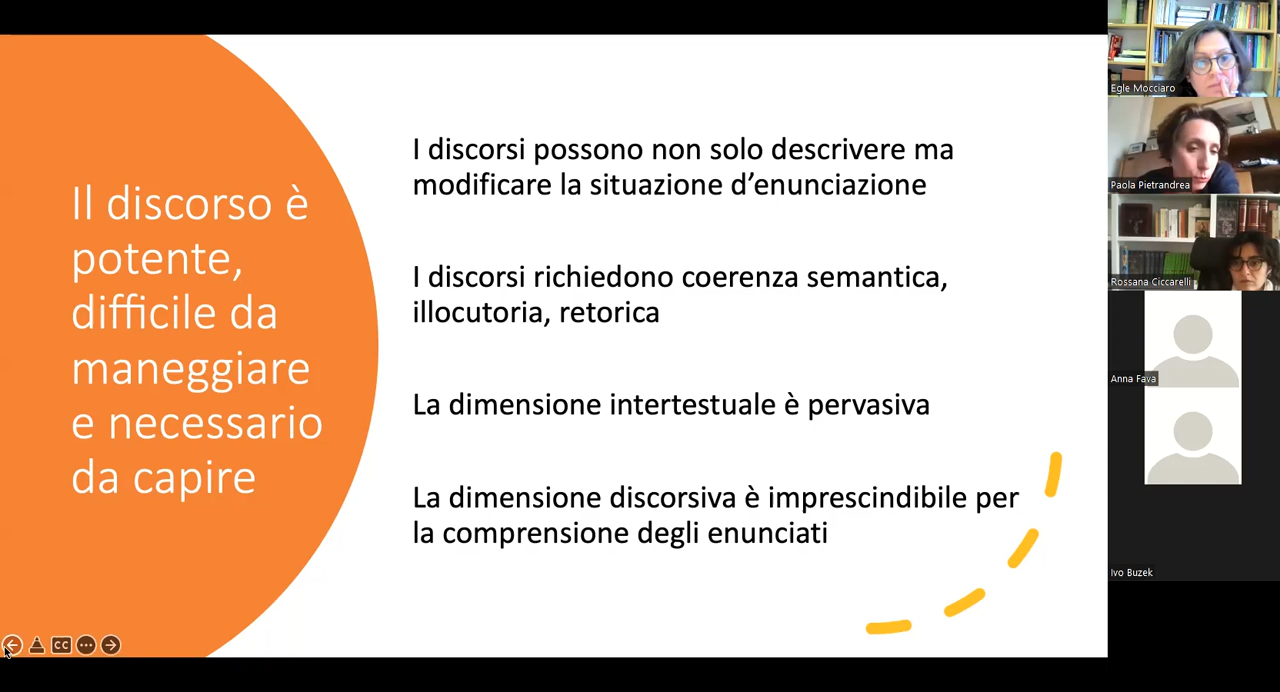 Il discorso è
potente,
difficile da
maneggiare
e necessario
da capire
I discorsi possono non solo descrivere ma
modificare la situazione d’enunciazione
I discorsi richiedono coerenza semantica,
illocutoria, retorica
La dimensione intertestuale è pervasiva
La dimensione discorsiva è imprescindibile per
la comprensione degli enunciati
CC
Egle Mocciaro
Paola Pietrandrea
Rossana Ciccarelli
Anna Fava
Ivo Buzek